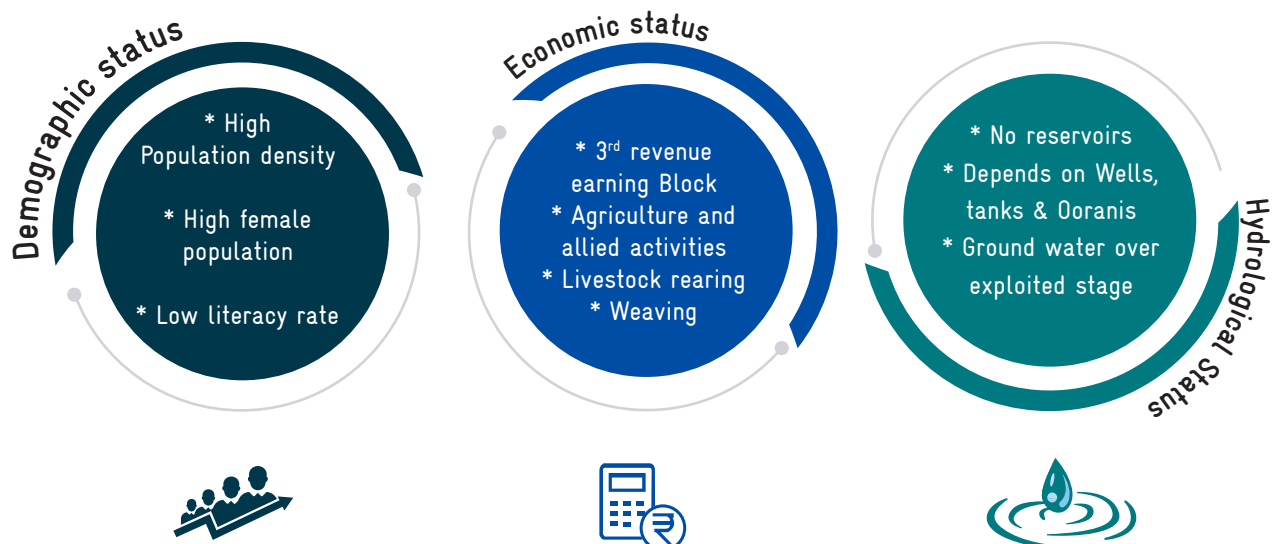 Demographic status
* High
Population density
* High female
population
* Low literacy rate
Economic status
* 3rd revenue
earning Block
* Agriculture and
allied activities
* Livestock rearing
* Weaving
Hydrological Status
* No reservoirs
* Depends on Wells,
tanks & Ooranis
* Ground water over
exploited stage
₹